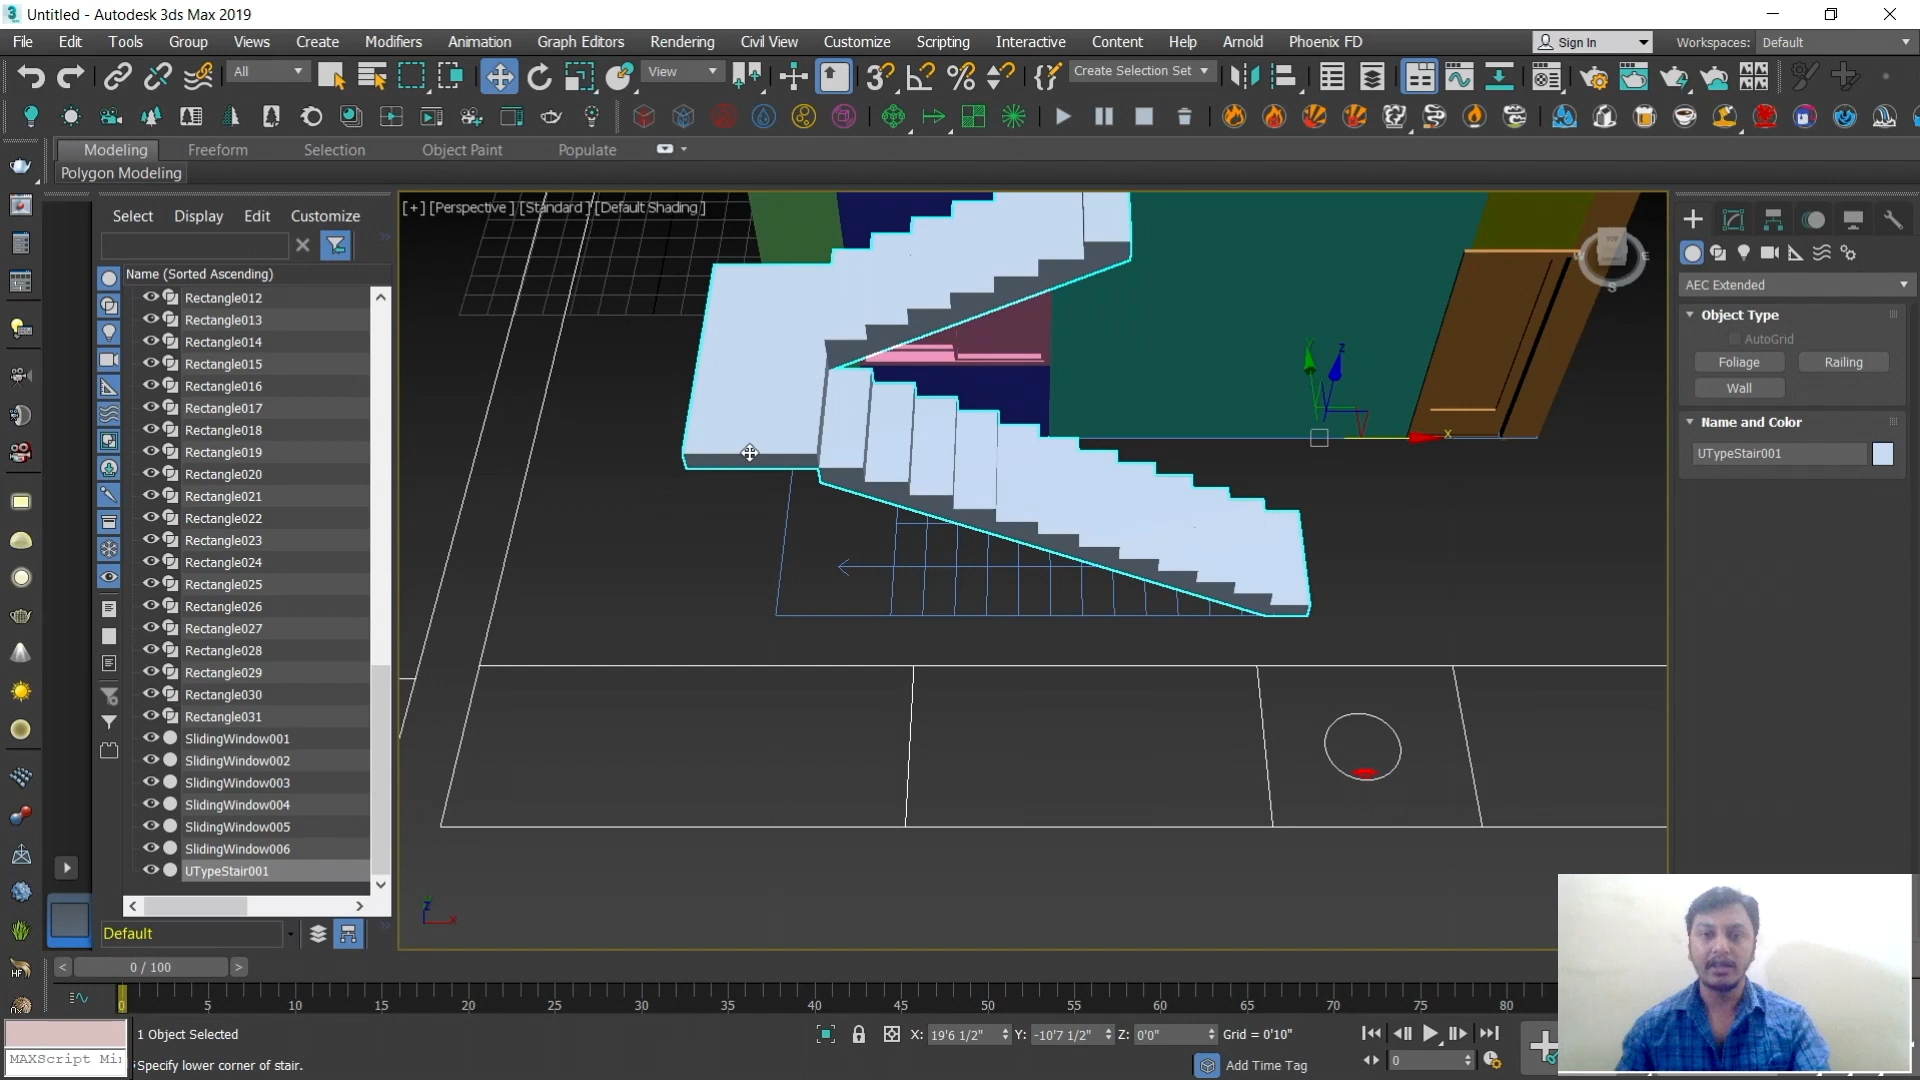 Untitled - Autodesk 3ds Max 2019
File Edit Tools Group Views Create Modifiers Animation Graph Editors Rendering Civil View Customize Scripting Interactive Content Help Arnold Phoenix FD Sign In Workspaces: Default
All View Create Selection Set
Modeling Freeform Selection Object Paint Populate
Polygon Modeling
Select Display Edit Customize
[+] [Perspective ] [Standard ] [Default Shading ]
Name (Sorted Ascending)
Rectangle012
Rectangle013
Rectangle014
Rectangle015
Rectangle016
Rectangle017
Rectangle018
Rectangle019
Rectangle020
Rectangle021
Rectangle022
Rectangle023
Rectangle024
Rectangle025
Rectangle026
Rectangle027
Rectangle028
Rectangle029
Rectangle030
Rectangle031
SlidingWindow001
SlidingWindow002
SlidingWindow003
SlidingWindow004
SlidingWindow005
SlidingWindow006
UTypeStair001
Default
AEC Extended
Object Type
AutoGrid
Foliage Railing
Wall
Name and Color
UTypeStair001
0 / 100
0 5 10 15 20 25 30 35 40 45 50 55 60 65 70 75 80
1 Object Selected
X: 19'6 1/2" Y: -10'7 1/2" Z: 0'0" Grid = 0'10"
MAXScript Mi
Specify lower corner of stair.
Add Time Tag
0